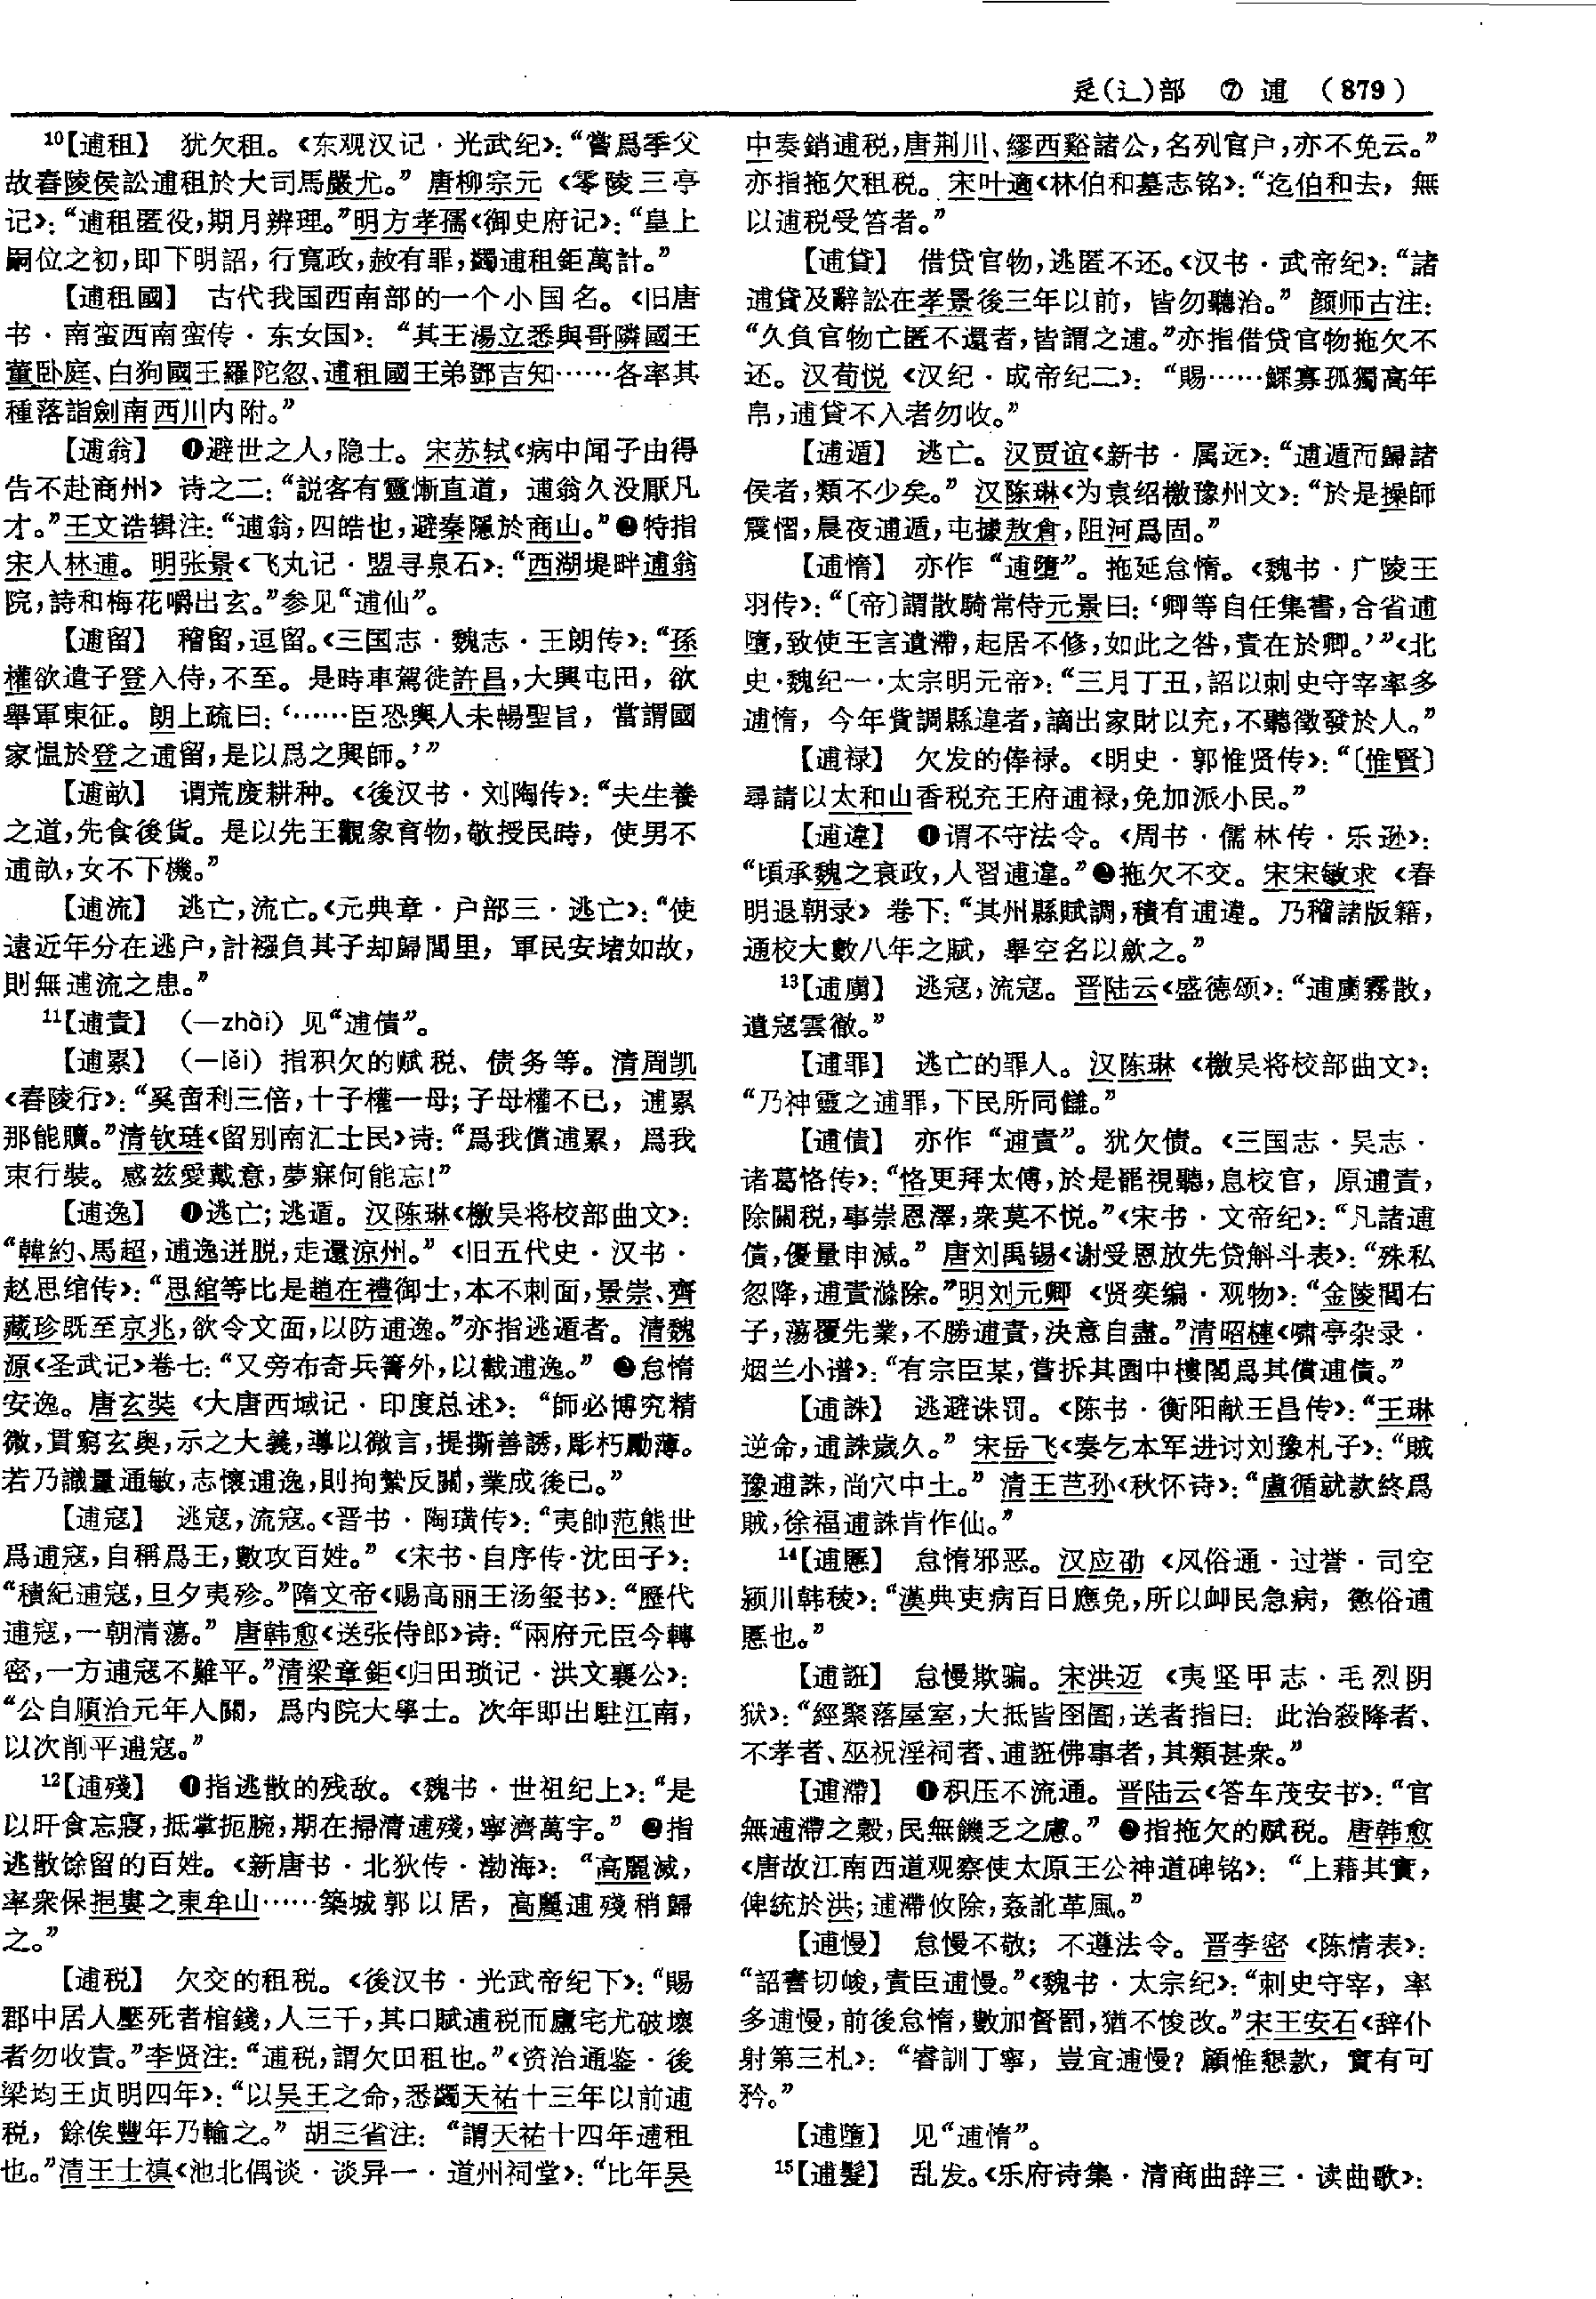 辵(辶)部 ⑦ 逋 (879)
10【逋租】 犹欠租。《东观汉记·光武纪》：“嘗爲季父
故舂陵侯訟逋租於大司馬嚴尤。” 唐柳宗元《零陵三亭
记》：“逋租匿役，期月辨理。”明方孝孺《御史府记》：“皇上
嗣位之初，即下明詔，行寬政，赦有罪，蠲逋租鉅萬計。”
【逋租國】 古代我国西南部的一个小国名。《旧唐
书·南蛮西南蛮传·东女国》：“其王湯立悉與哥隣國王
董卧庭、白狗國王羅陀忽、逋租國王弟鄧吉知……各率其
種落詣劍南西川内附。”
【逋翁】 ❶避世之人，隐士。宋苏轼《病中闻子由得
告不赴商州》诗之二：“説客有靈慚直道，逋翁久没厭凡
才。”王文诰辑注：“逋翁，四皓也，避秦隱於商山。”❷特指
宋人林逋。明张景《飞丸记·盟寻泉石》：“西湖堤畔逋翁
院，詩和梅花嚼出玄。”参见“逋仙”。
【逋留】 稽留，逗留。《三国志·魏志·王朗传》：“孫
權欲遣子登入侍，不至。是時車駕徙許昌，大興屯田，欲
舉軍東征。朗上疏曰：‘……臣恐輿人未暢聖旨，當謂國
家愠於登之逋留，是以爲之興師。’”
【逋畝】 谓荒废耕种。《後汉书·刘陶传》：“夫生養
之道，先食後貨。是以先王觀象育物，敬授民時，使男不
逋畝，女不下機。”
【逋流】 逃亡，流亡。《元典章·户部三·逃亡》：“使
遠近年分在逃户，計襁負其子却歸閭里，軍民安堵如故，
則無逋流之患。”
11【逋責】 （—zhài）见“逋債”。
【逋累】 （—lěi）指积欠的赋税、债务等。清周凯
《舂陵行》：“奚啻利三倍，十子權一母；子母權不已，逋累
那能贖。”清钦琏《留别南汇士民》诗：“爲我償逋累，爲我
束行裝。感兹愛戴意，夢寐何能忘！”
【逋逸】 ❶逃亡；逃遁。汉陈琳《檄吴将校部曲文》：
“韓約、馬超，逋逸迸脱，走還涼州。” 《旧五代史·汉书·
赵思绾传》：“思綰等比是趙在禮御士，本不刺面，景崇、齊
藏珍既至京兆，欲令文面，以防逋逸。”亦指逃遁者。清魏
源《圣武记》卷七：“又旁布奇兵箐外，以截逋逸。” ❷怠惰
安逸。唐玄奘《大唐西域记·印度总述》：“師必博究精
微，貫窮玄奥，示之大義，導以微言，提撕善誘，彫朽勵薄。
若乃識量通敏，志懷逋逸，則拘縶反關，業成後已。”
【逋寇】 逃寇，流寇。《晋书·陶璜传》：“夷帥范熊世
爲逋寇，自稱爲王，數攻百姓。” 《宋书·自序传·沈田子》：
“積紀逋寇，旦夕夷殄。”隋文帝《赐高丽王汤玺书》：“歷代
逋寇，一朝清蕩。” 唐韩愈《送张侍郎》诗：“兩府元臣今轉
密，一方逋寇不難平。”清梁章鉅《归田琐记·洪文襄公》：
“公自順治元年入關，爲内院大學士。次年即出駐江南，
以次削平逋寇。”
12【逋殘】 ❶指逃散的残敌。《魏书·世祖纪上》：“是
以旰食忘寢，抵掌扼腕，期在掃清逋殘，寧濟萬宇。” ❷指
逃散馀留的百姓。《新唐书·北狄传·渤海》：“高麗滅，
率衆保挹婁之東牟山……築城郭以居，高麗逋殘稍歸
之。”
【逋税】 欠交的租税。《後汉书·光武帝纪下》：“賜
郡中居人壓死者棺錢，人三千，其口賦逋税而廬宅尤破壞
者勿收責。”李贤注：“逋税，謂欠田租也。”《资治通鉴·後
梁均王贞明四年》：“以吴王之命，悉蠲天祐十三年以前逋
税，餘俟豐年乃輸之。” 胡三省注：“謂天祐十四年逋租
也。”清王士禛《池北偶谈·谈异一·道州祠堂》：“比年吴
中奏銷逋税，唐荆川、繆西谿諸公，名列官户，亦不免云。”
亦指拖欠租税。宋叶適《林伯和墓志铭》：“迄伯和去，無
以逋税受笞者。”
【逋貸】 借贷官物，逃匿不还。《汉书·武帝纪》：“諸
逋貸及辭訟在孝景後三年以前，皆勿聽治。” 颜师古注：
“久負官物亡匿不還者，皆謂之逋。”亦指借贷官物拖欠不
还。汉荀悦《汉纪·成帝纪二》：“賜……鰥寡孤獨高年
帛，逋貸不入者勿收。”
【逋遁】 逃亡。汉贾谊《新书·属远》：“逋遁而歸諸
侯者，類不少矣。” 汉陈琳《为袁绍檄豫州文》：“於是操師
震慴，晨夜逋遁，屯據敖倉，阻河爲固。”
【逋惰】 亦作“逋墮”。拖延怠惰。《魏书·广陵王
羽传》：“〔帝〕謂散騎常侍元景曰：‘卿等自任集書，合省逋
墮，致使王言遺滯，起居不修，如此之咎，責在於卿。’”《北
史·魏纪一·太宗明元帝》：“三月丁丑，詔以刺史守宰率多
逋惰，今年貲調縣違者，謫出家財以充，不聽徵發於人。”
【逋禄】 欠发的俸禄。《明史·郭惟贤传》：“〔惟賢〕
尋請以太和山香税充王府逋禄，免加派小民。”
【逋違】 ❶谓不守法令。《周书·儒林传·乐逊》：
“頃承魏之衰政，人習逋違。”❷拖欠不交。宋宋敏求《春
明退朝录》卷下：“其州縣賦調，積有逋違。乃稽諸版籍，
通校大數八年之賦，舉空名以歛之。”
13【逋虜】 逃寇，流寇。晋陆云《盛德颂》：“逋虜霧散，
遺寇雲徹。”
【逋罪】 逃亡的罪人。汉陈琳《檄吴将校部曲文》：
“乃神靈之逋罪，下民所同讎。”
【逋債】 亦作“逋責”。犹欠债。《三国志·吴志·
诸葛恪传》：“恪更拜太傅，於是罷視聽，息校官，原逋責，
除關税，事崇恩澤，衆莫不悦。”《宋书·文帝纪》：“凡諸逋
債，優量申減。” 唐刘禹锡《谢受恩放先贷斛斗表》：“殊私
忽降，逋責滌除。”明刘元卿《贤奕编·观物》：“金陵閭右
子，蕩覆先業，不勝逋責，決意自盡。”清昭梿《啸亭杂录·
烟兰小谱》：“有宗臣某，嘗拆其園中樓閣爲其償逋債。”
【逋誅】 逃避诛罚。《陈书·衡阳献王昌传》：“王琳
逆命，逋誅歲久。” 宋岳飞《奏乞本军进讨刘豫札子》：“賊
豫逋誅，尚穴中土。” 清王芑孙《秋怀诗》：“盧循就款終爲
賊，徐福逋誅肯作仙。”
14【逋慝】 怠惰邪恶。汉应劭《风俗通·过誉·司空
颍川韩稜》：“漢典吏病百日應免，所以卹民急病，懲俗逋
慝也。”
【逋誑】 怠慢欺骗。宋洪迈《夷坚甲志·毛烈阴
狱》：“經聚落屋室，大抵皆囹圄，送者指曰：此治殺降者、
不孝者、巫祝淫祠者、逋誑佛事者，其類甚衆。”
【逋滯】 ❶积压不流通。晋陆云《答车茂安书》：“官
無逋滯之穀，民無饑乏之慮。” ❷指拖欠的赋税。唐韩愈
《唐故江南西道观察使太原王公神道碑铭》：“上藉其實，
俾統於洪；逋滯攸除，姦訛革風。”
【逋慢】 怠慢不敬；不遵法令。晋李密《陈情表》：
“詔書切峻，責臣逋慢。”《魏书·太宗纪》：“刺史守宰，率
多逋慢，前後怠惰，數加督罰，猶不悛改。”宋王安石《辞仆
射第三札》：“睿訓丁寧，豈宜逋慢？顧惟懇款，實有可
矜。”
【逋墮】 见“逋惰”。
15【逋髮】 乱发。《乐府诗集·清商曲辞三·读曲歌》：